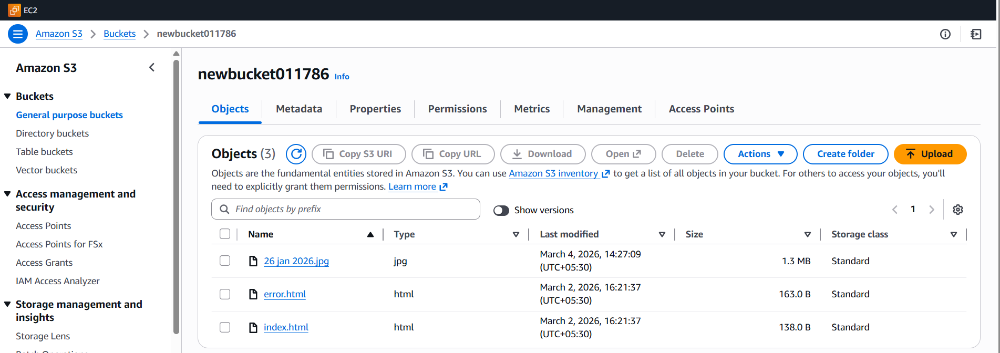 EC2
Amazon S3 > Buckets > newbucket011786
Amazon S3
Buckets
General purpose buckets
Directory buckets
Table buckets
Vector buckets
Access management and
security
Access Points
Access Points for FSx
Access Grants
IAM Access Analyzer
Storage management and
insights
Storage Lens
newbucket011786 Info
Objects Metadata Properties Permissions Metrics Management Access Points
Objects (3) Copy S3 URI Copy URL Download Open Delete Actions Create folder Upload
Objects are the fundamental entities stored in Amazon S3. You can use Amazon S3 inventory to get a list of all objects in your bucket. For others to access your objects, you'll
need to explicitly grant them permissions. Learn more
Find objects by prefix Show versions 1
Name Type Last modified Size Storage class
26 jan 2026.jpg jpg March 4, 2026, 14:27:09 (UTC+05:30) 1.3 MB Standard
error.html html March 2, 2026, 16:21:37 (UTC+05:30) 163.0 B Standard
index.html html March 2, 2026, 16:21:37 (UTC+05:30) 138.0 B Standard